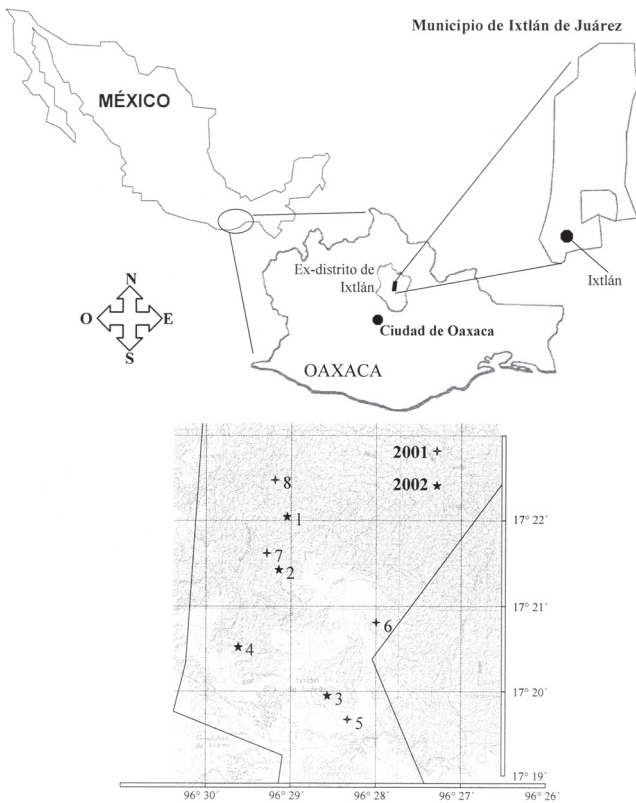 Municipio de Ixtlán de Juárez
MÉXICO
Ixtlán
Ex-distrito de
Ixtlán
N
O E
S
Ciudad de Oaxaca
OAXACA
2001
2002
8
1
7
2
6
4
3
5
Ixtlán
17° 22´
17° 21´
17° 20´
17° 19´
96° 30´ 96° 29´ 96° 28´ 96° 27´ 96° 26´